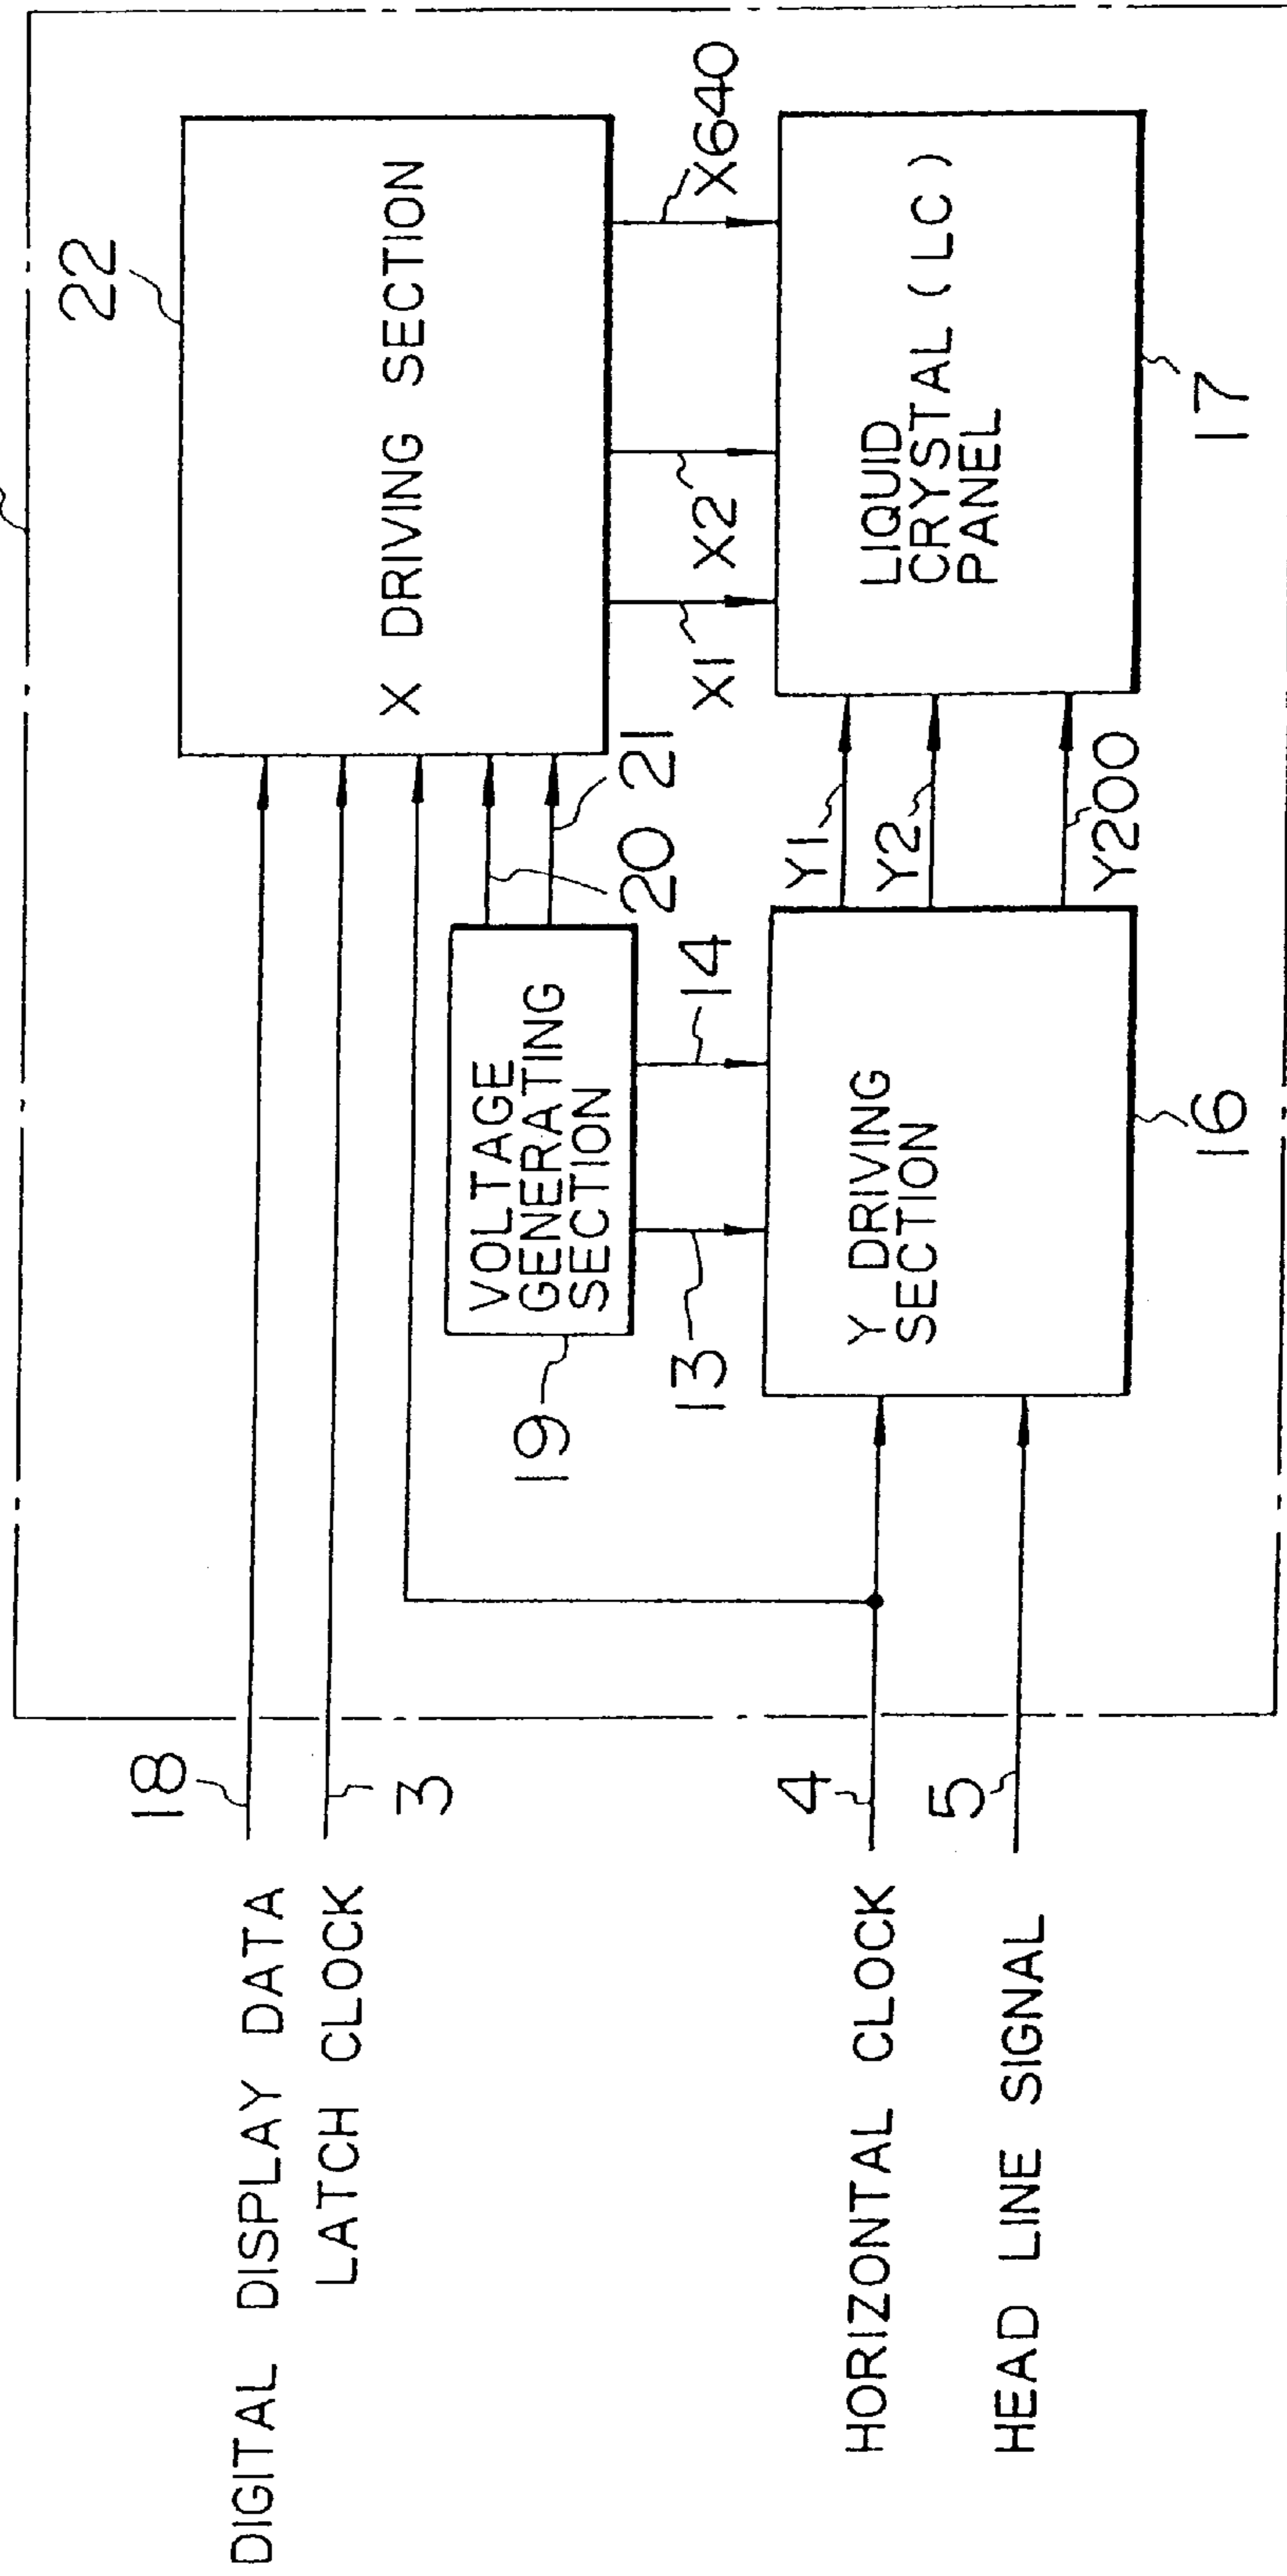 22
X DRIVING SECTION
DIGITAL DISPLAY DATA
18
LATCH CLOCK
3
20
21
VOLTAGE
GENERATING
SECTION
19
13
14
X1
X2
X640
HORIZONTAL CLOCK
4
HEAD LINE SIGNAL
5
Y DRIVING
SECTION
16
Y1
Y2
Y200
LIQUID
CRYSTAL (LC)
PANEL
17